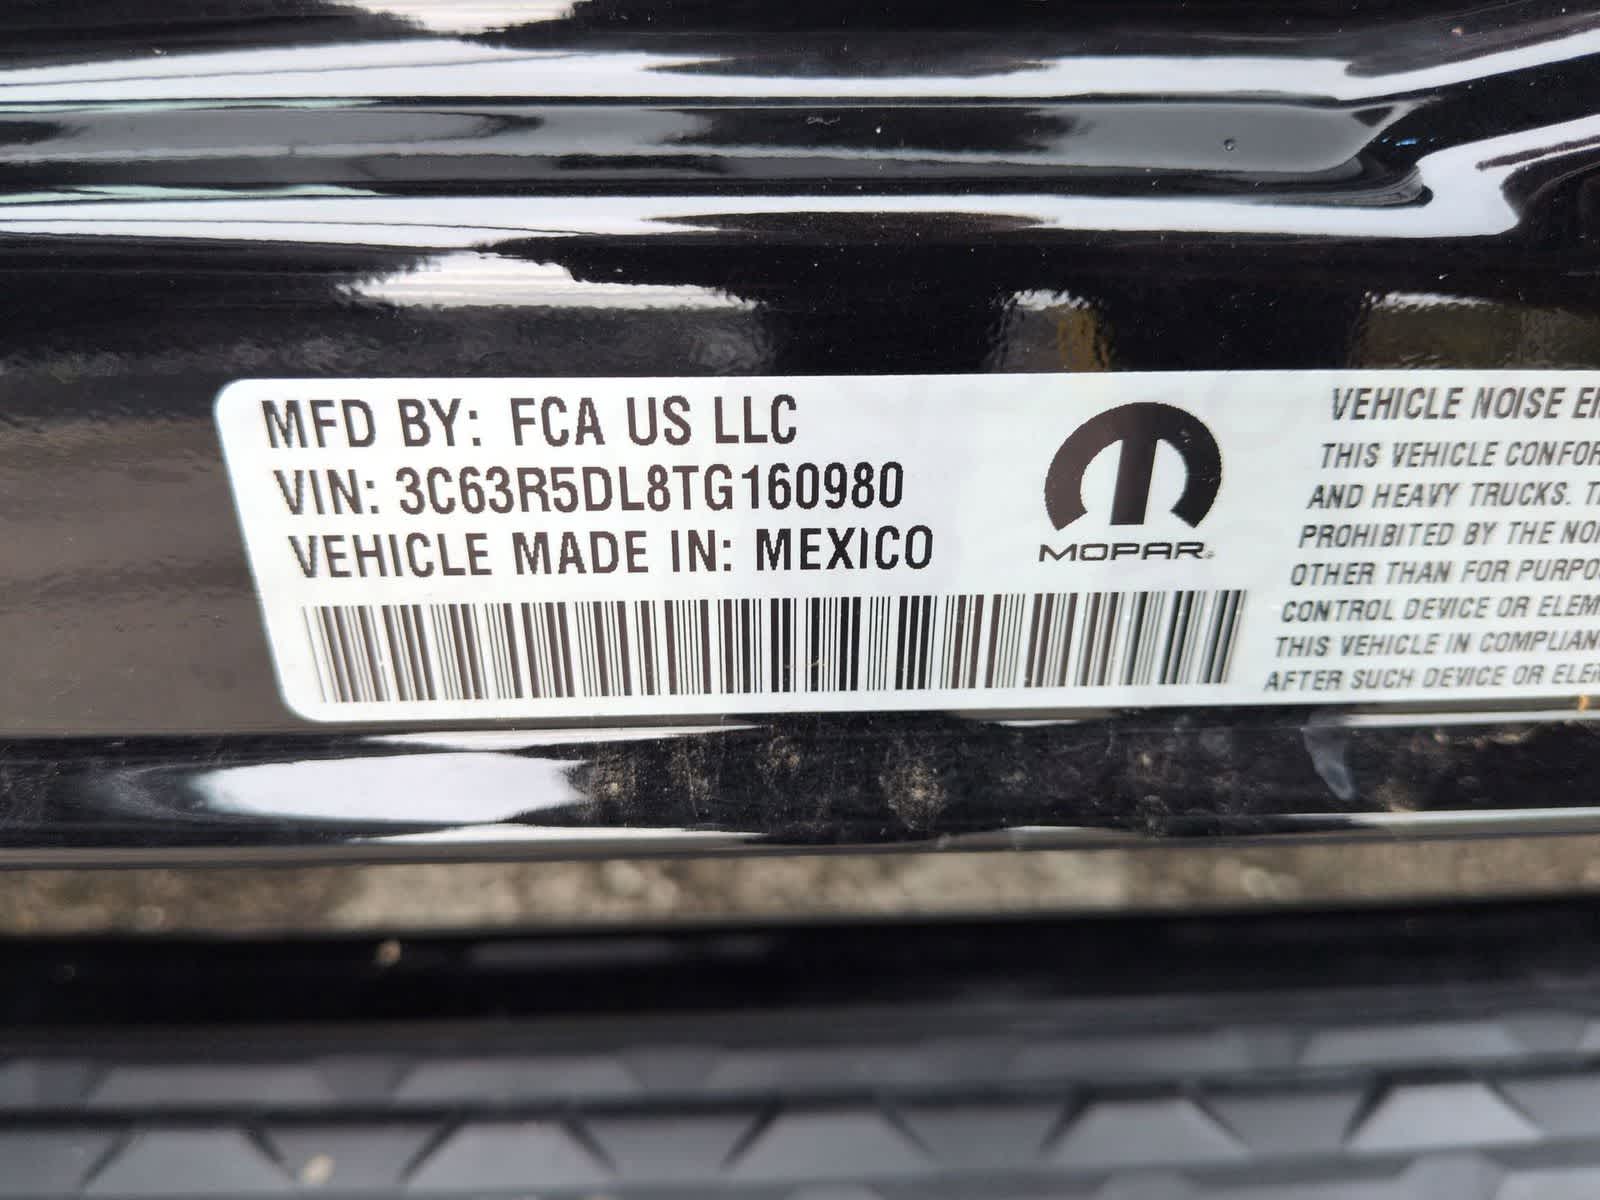 MFD BY: FCA US LLC
VIN: 3C63R5DL8TG160980
VEHICLE MADE IN: MEXICO
MOPAR
VEHICLE NOISE
THIS VEHICLE
AND HEAVY TRUCKS.
PROHIBITED BY THE
OTHER THAN FOR
CONTROL DEVICE OR
THIS VEHICLE IN
AFTER SUCH DEVICE OR